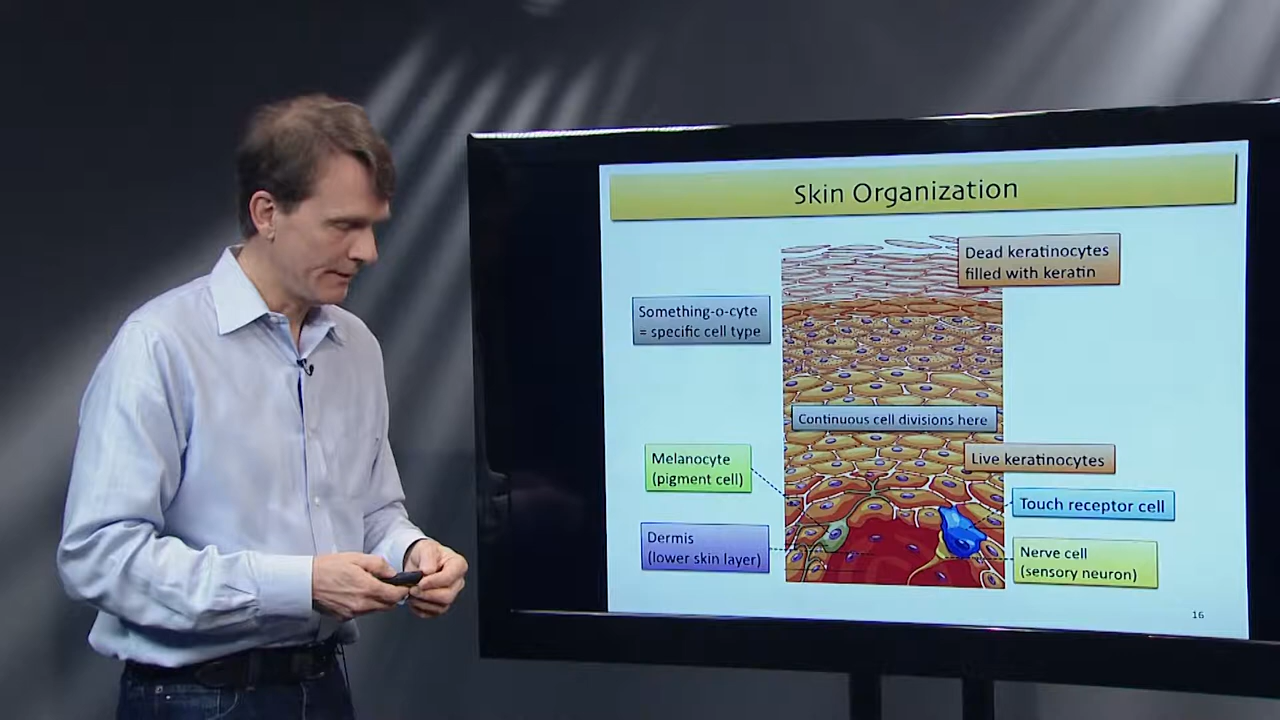 Skin Organization
Dead keratinocytes
filled with keratin
Something-o-cyte
= specific cell type
Continuous cell divisions here
Melanocyte
(pigment cell)
Live keratinocytes
Touch receptor cell
Dermis
(lower skin layer)
Nerve cell
(sensory neuron)
16